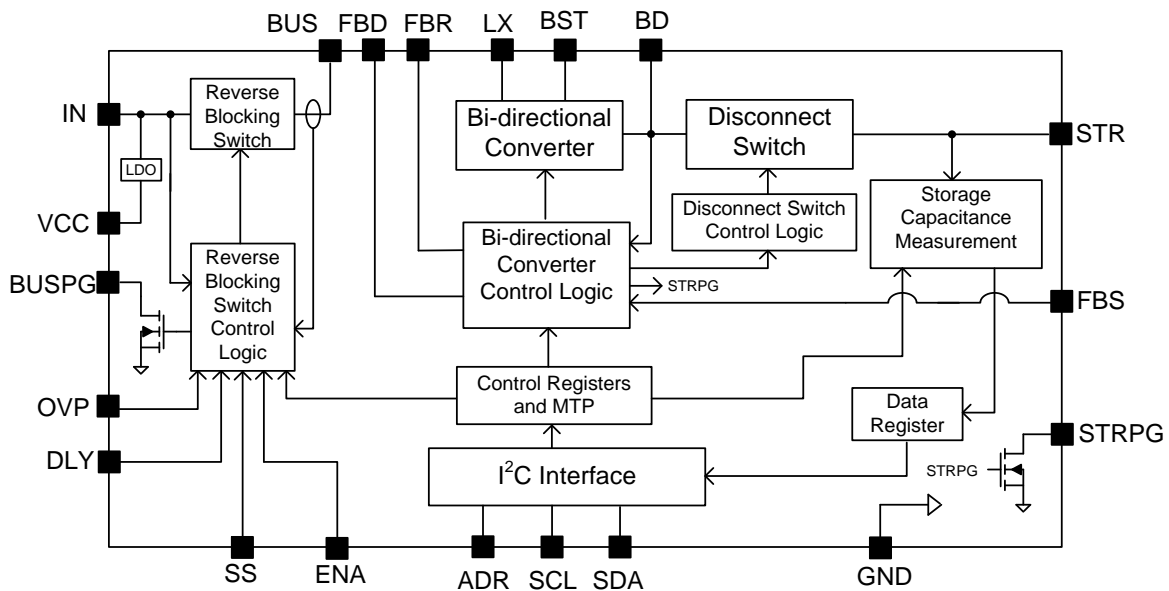 BUS
FBD
FBR
LX
BST
BD
IN
Reverse
Blocking
Switch
Bi-directional
Converter
Disconnect
Switch
STR
LDO
VCC
Storage
Capacitance
Measurement
Disconnect Switch
Control Logic
BUSPG
Reverse
Blocking
Switch
Control
Logic
Bi-directional
Converter
Control Logic
STRPG
FBS
OVP
Control Registers
and MTP
Data
Register
STRPG
DLY
I²C Interface
STRPG
SS
ENA
ADR
SCL
SDA
GND